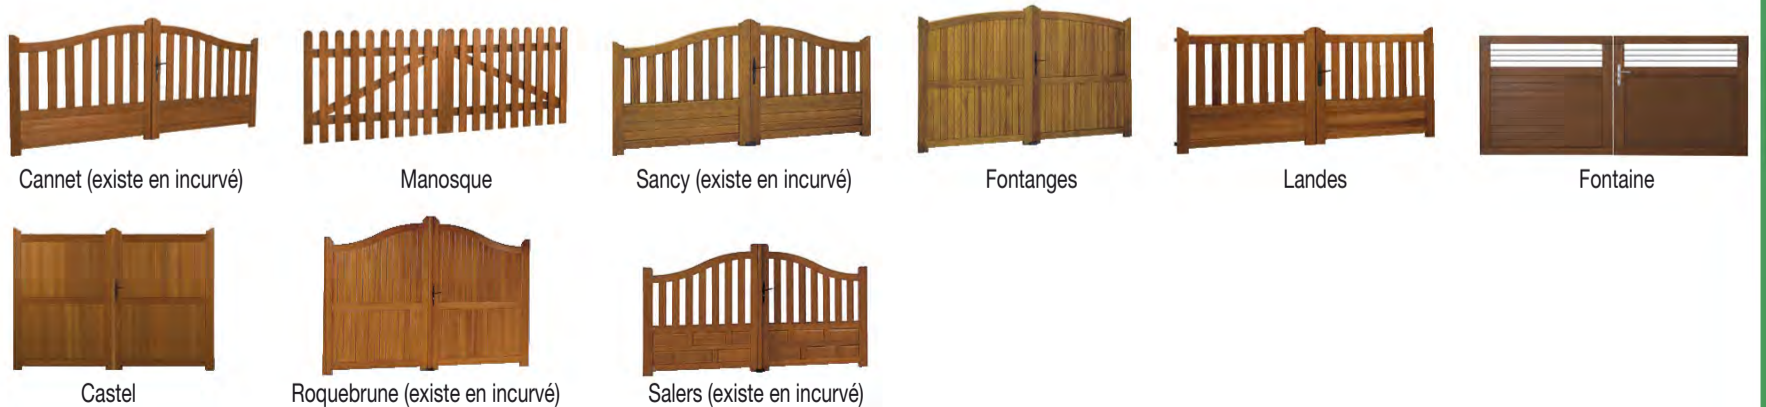 Cannet (existe en incurvé)
Manosque
Sancy (existe en incurvé)
Fontanges
Landes
Fontaine
Castel
Roquebrune (existe en incurvé)
Salers (existe en incurvé)